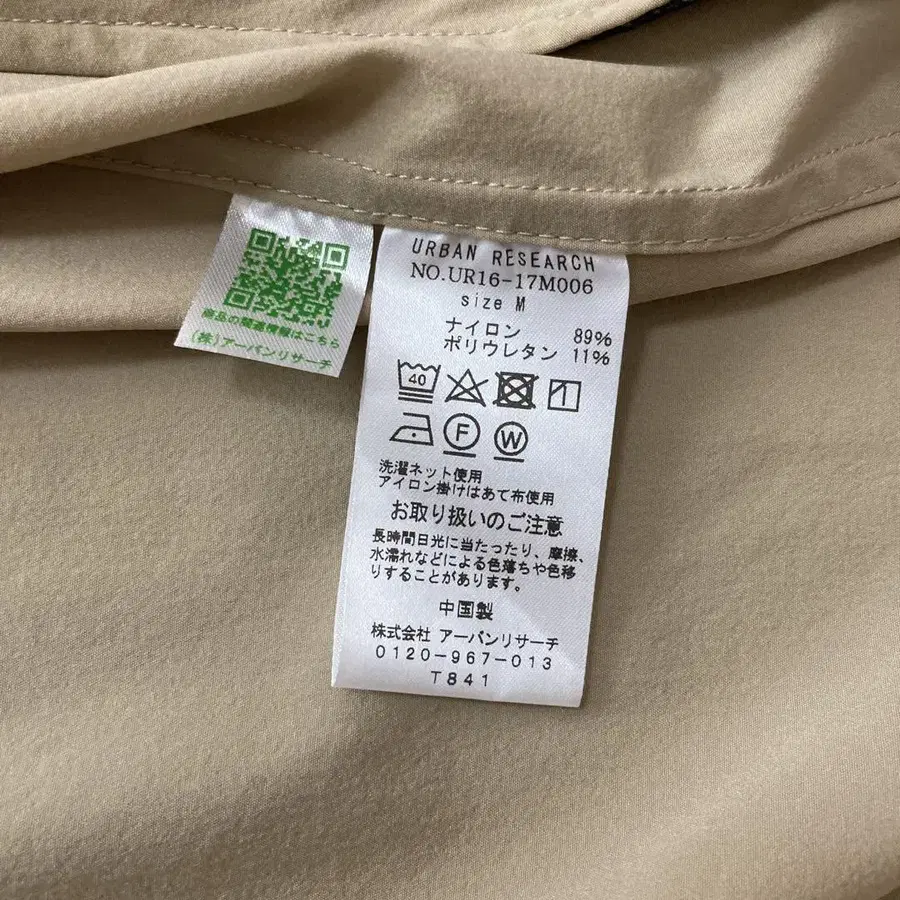 商品の関連情報はこちら
(株)アーバンリサーチ
URBAN RESEARCH
NO.UR16-17M006
size M
ナイロン 89%
ポリウレタン 11%
40
F
W
洗濯ネット使用
アイロン掛けはあて布使用
お取り扱いのご注意
長時間日光に当たったり、摩擦、
水濡れなどによる色落ちや色移
りすることがあります。
中国製
株式会社 アーバンリサーチ
0120-967-013
T841